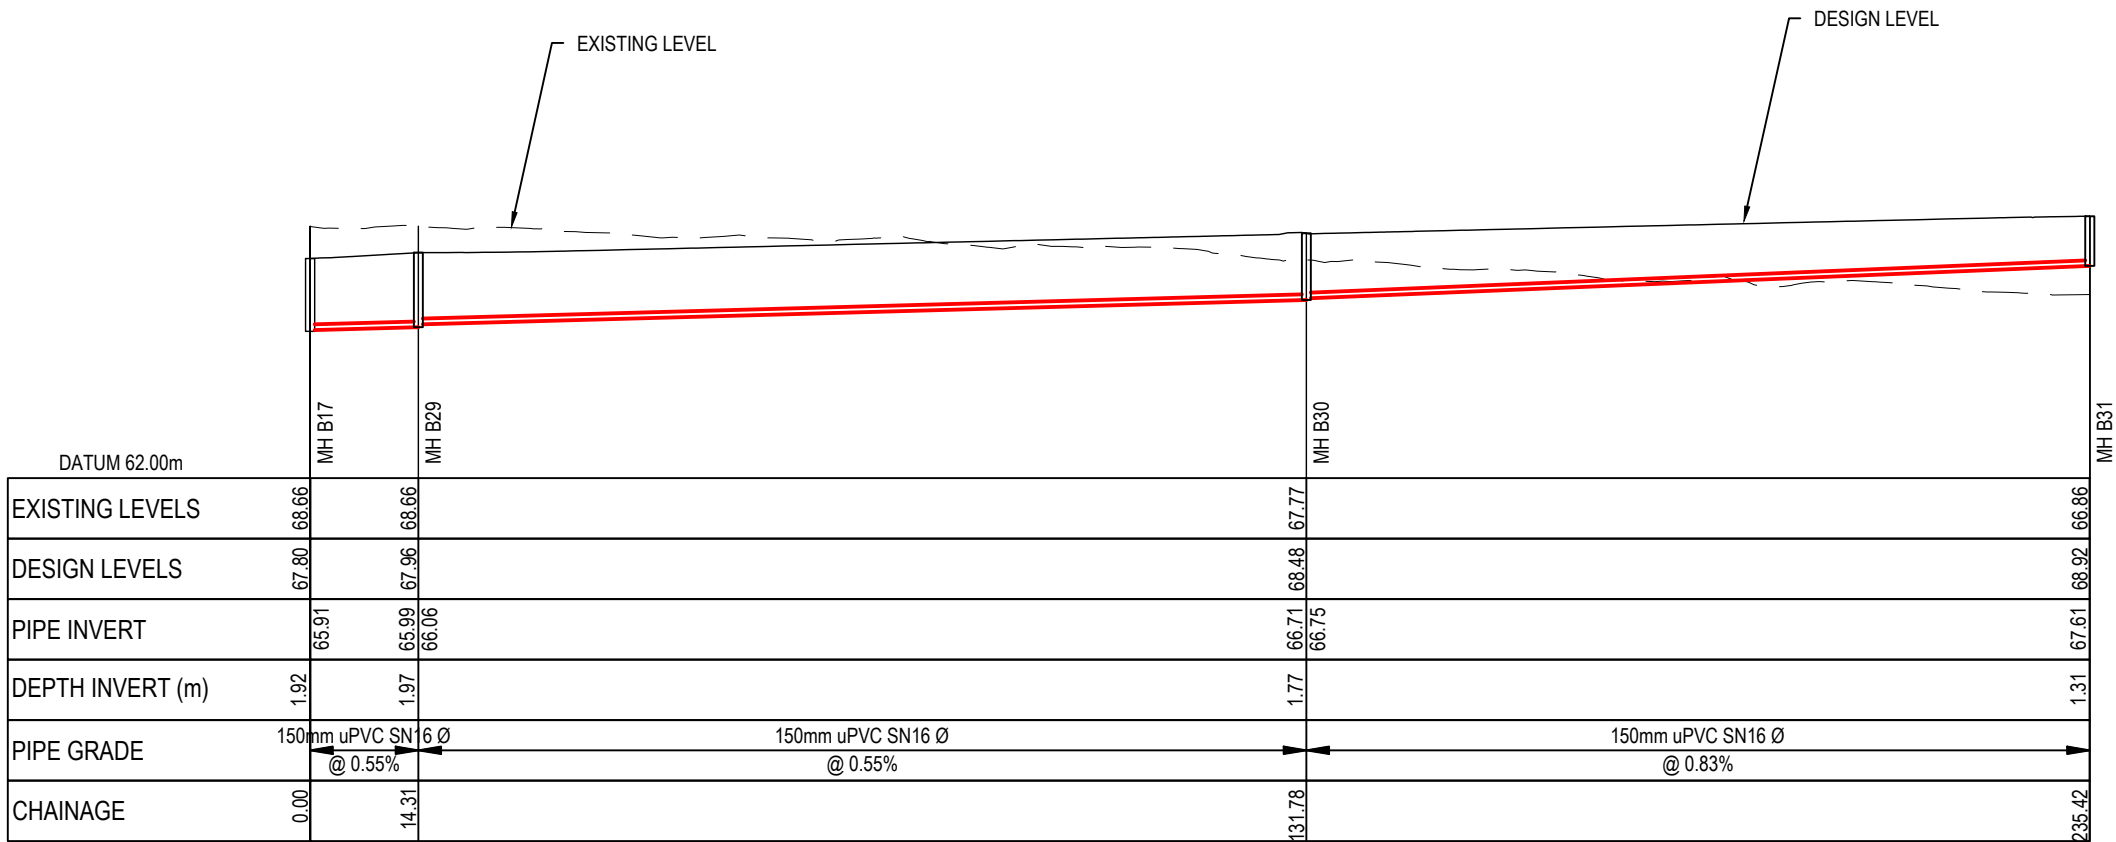 EXISTING LEVEL
DESIGN LEVEL
MH B17
MH B29
MH B30
MH B31
DATUM 62.00m
EXISTING LEVELS 68.66 68.66 67.77 66.86
DESIGN LEVELS 67.80 67.96 68.48 68.92
PIPE INVERT 65.91 65.99 66.06 66.71 66.75 67.61
DEPTH INVERT (m) 1.92 1.97 1.77 1.31
PIPE GRADE
150mm uPVC SN16 Ø
@ 0.55%
150mm uPVC SN16 Ø
@ 0.55%
150mm uPVC SN16 Ø
@ 0.83%
CHAINAGE 0.00 14.31 131.78 235.42